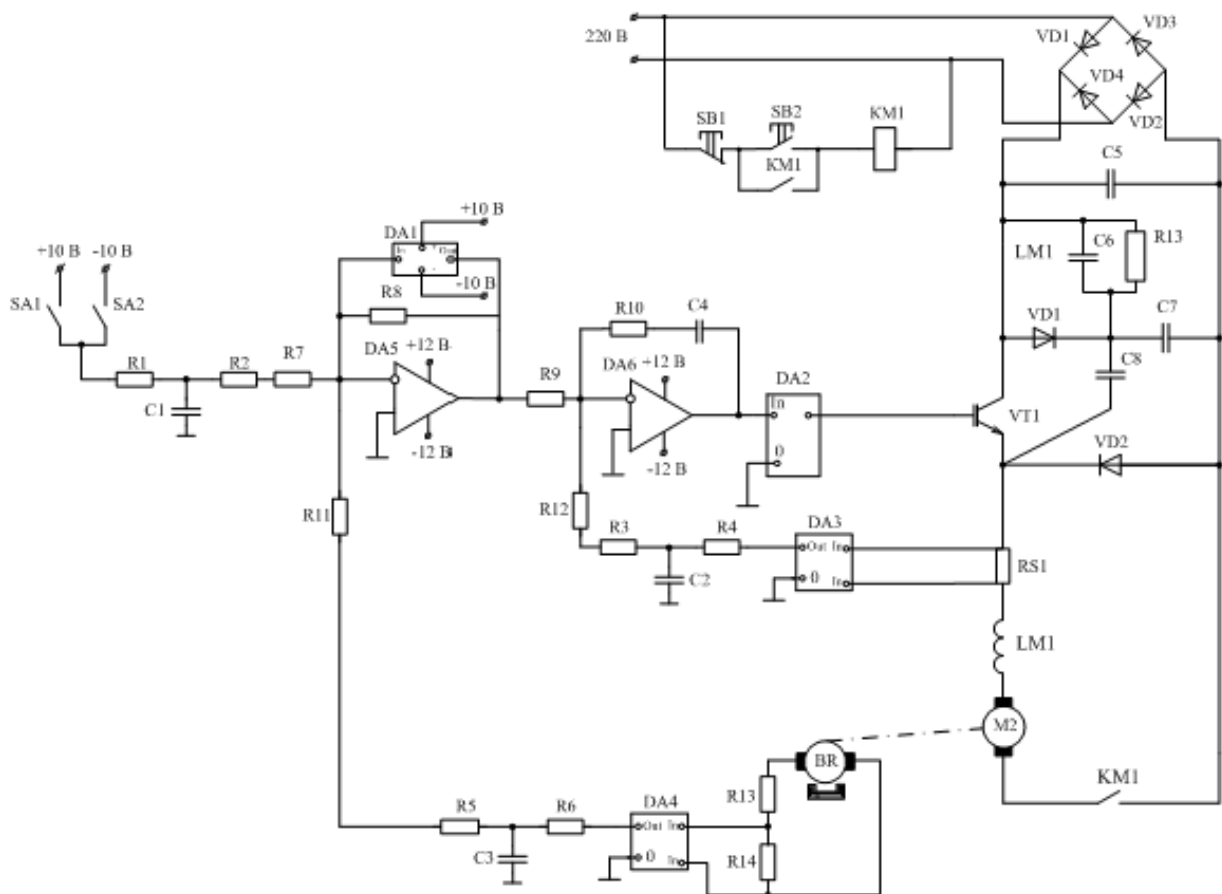 220 В
VD1
VD3
VD4
VD2
SB1
SB2
KM1
KM1
C5
+10 В
DA1
In
Out
+10 В -10 В
-10 В
SA1
SA2
R8
LM1
C6
R13
VD1
C7
C8
R10
C4
R1
R2
R7
DA5
+12 В
R9
DA6
+12 В
DA2
In
0
VT1
C1
-12 В
-12 В
VD2
R11
R12
R3
R4
DA3
Out
In
0
In
RS1
C2
LM1
M2
BR
KM1
R5
R6
DA4
Out
In
0
In
R13
R14
C3